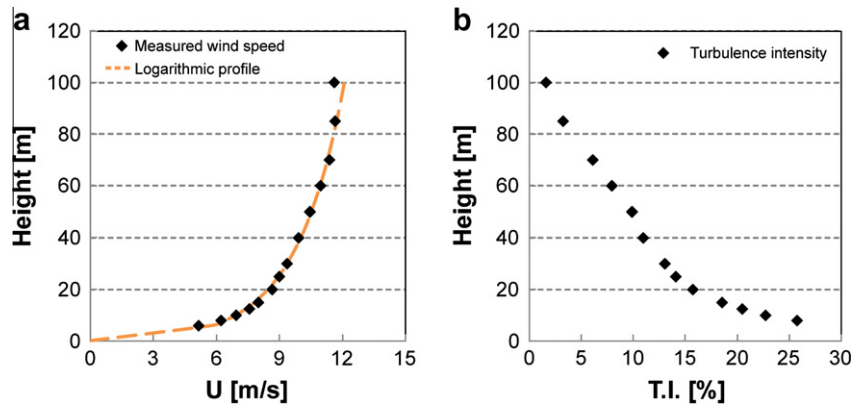 a
Height [m]
120
100
80
60
40
20
0
Measured wind speed
Logarithmic profile
0 3 6 9 12 15
U [m/s]
b
Height [m]
120
100
80
60
40
20
0
Turbulence intensity
0 5 10 15 20 25 30
T.I. [%]